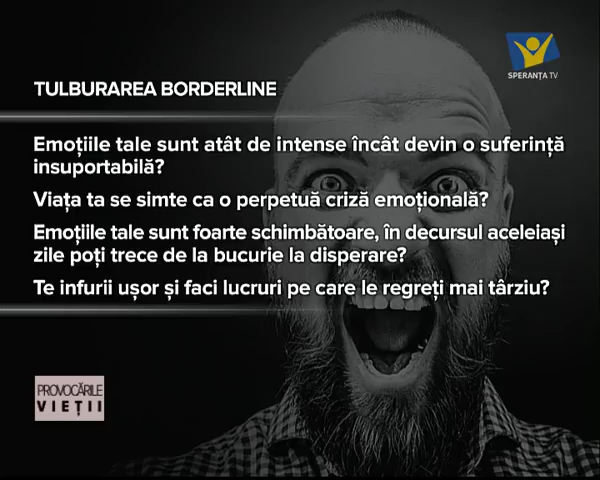 SPERANȚA TV
TULBURAREA BORDERLINE
Emoțiile tale sunt atât de intense încât devin o suferință
insuportabilă?
Viața ta se simte ca o perpetuă criză emoțională?
Emoțiile tale sunt foarte schimbătoare, în decursul aceleiași
zile poți trece de la bucurie la disperare?
Te infurii ușor și faci lucruri pe care le regreți mai târziu?
PROVOCĂRILE
VIEȚII